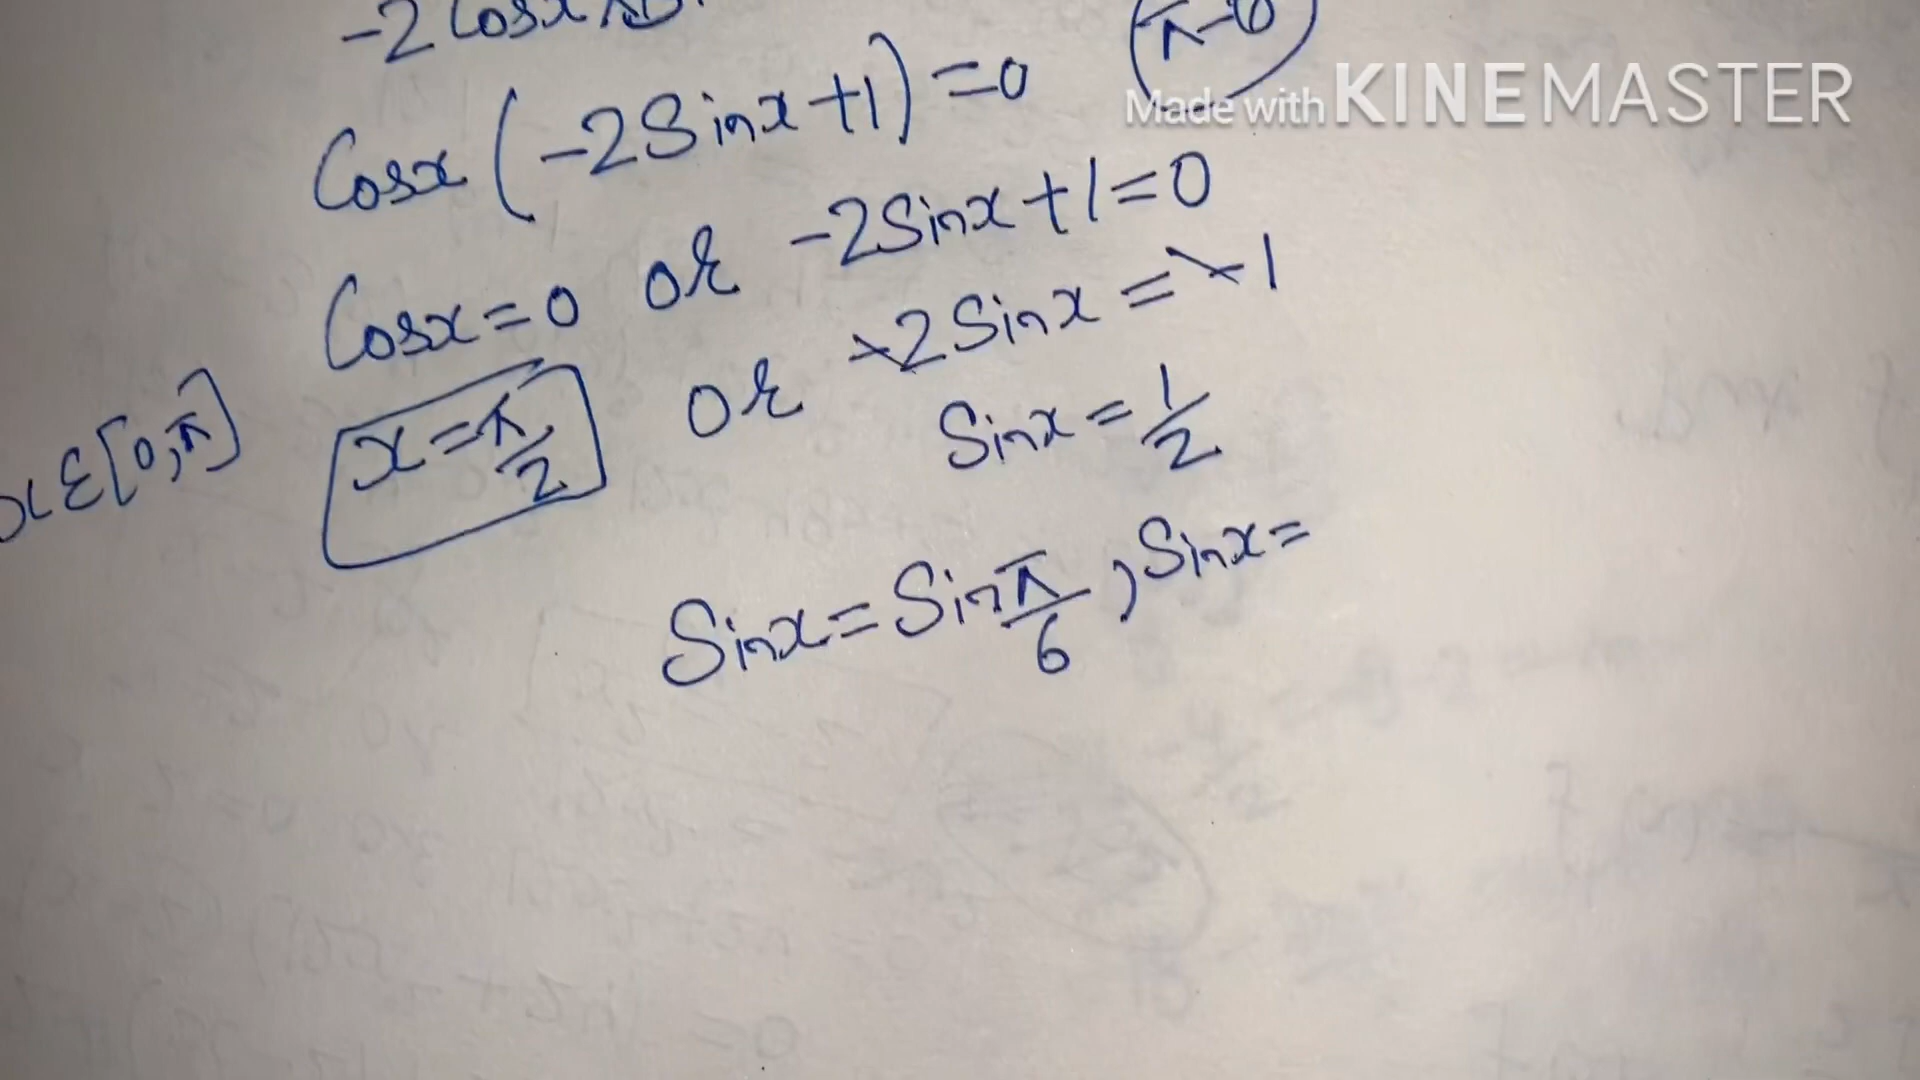 -2 Cosx
Cosx (-2Sinx+1) =0
Made with KINEMASTER
Cosx=0 or -2Sinx+1=0
x∈[0,π] x=π/2 or -2Sinx = -1
Sinx=1/2
Sinx=Sin π/6 , Sinx=